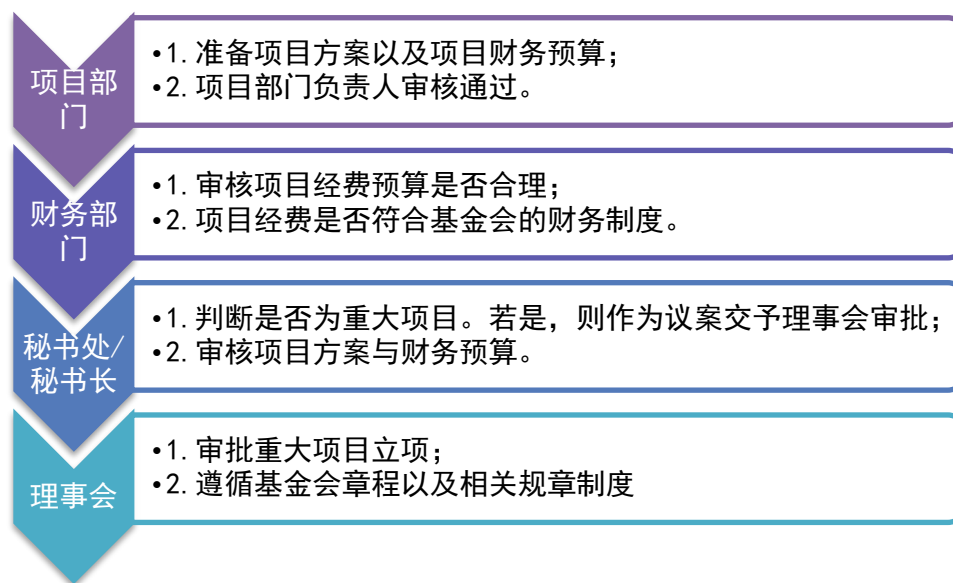 项目部
门
•1. 准备项目方案以及项目财务预算；
•2. 项目部门负责人审核通过。
财务部
门
•1. 审核项目经费预算是否合理；
•2. 项目经费是否符合基金会的财务制度。
秘书处/
秘书长
•1. 判断是否为重大项目。若是，则作为议案交予理事会审批；
•2. 审核项目方案与财务预算。
理事会
•1. 审批重大项目立项；
•2. 遵循基金会章程以及相关规章制度